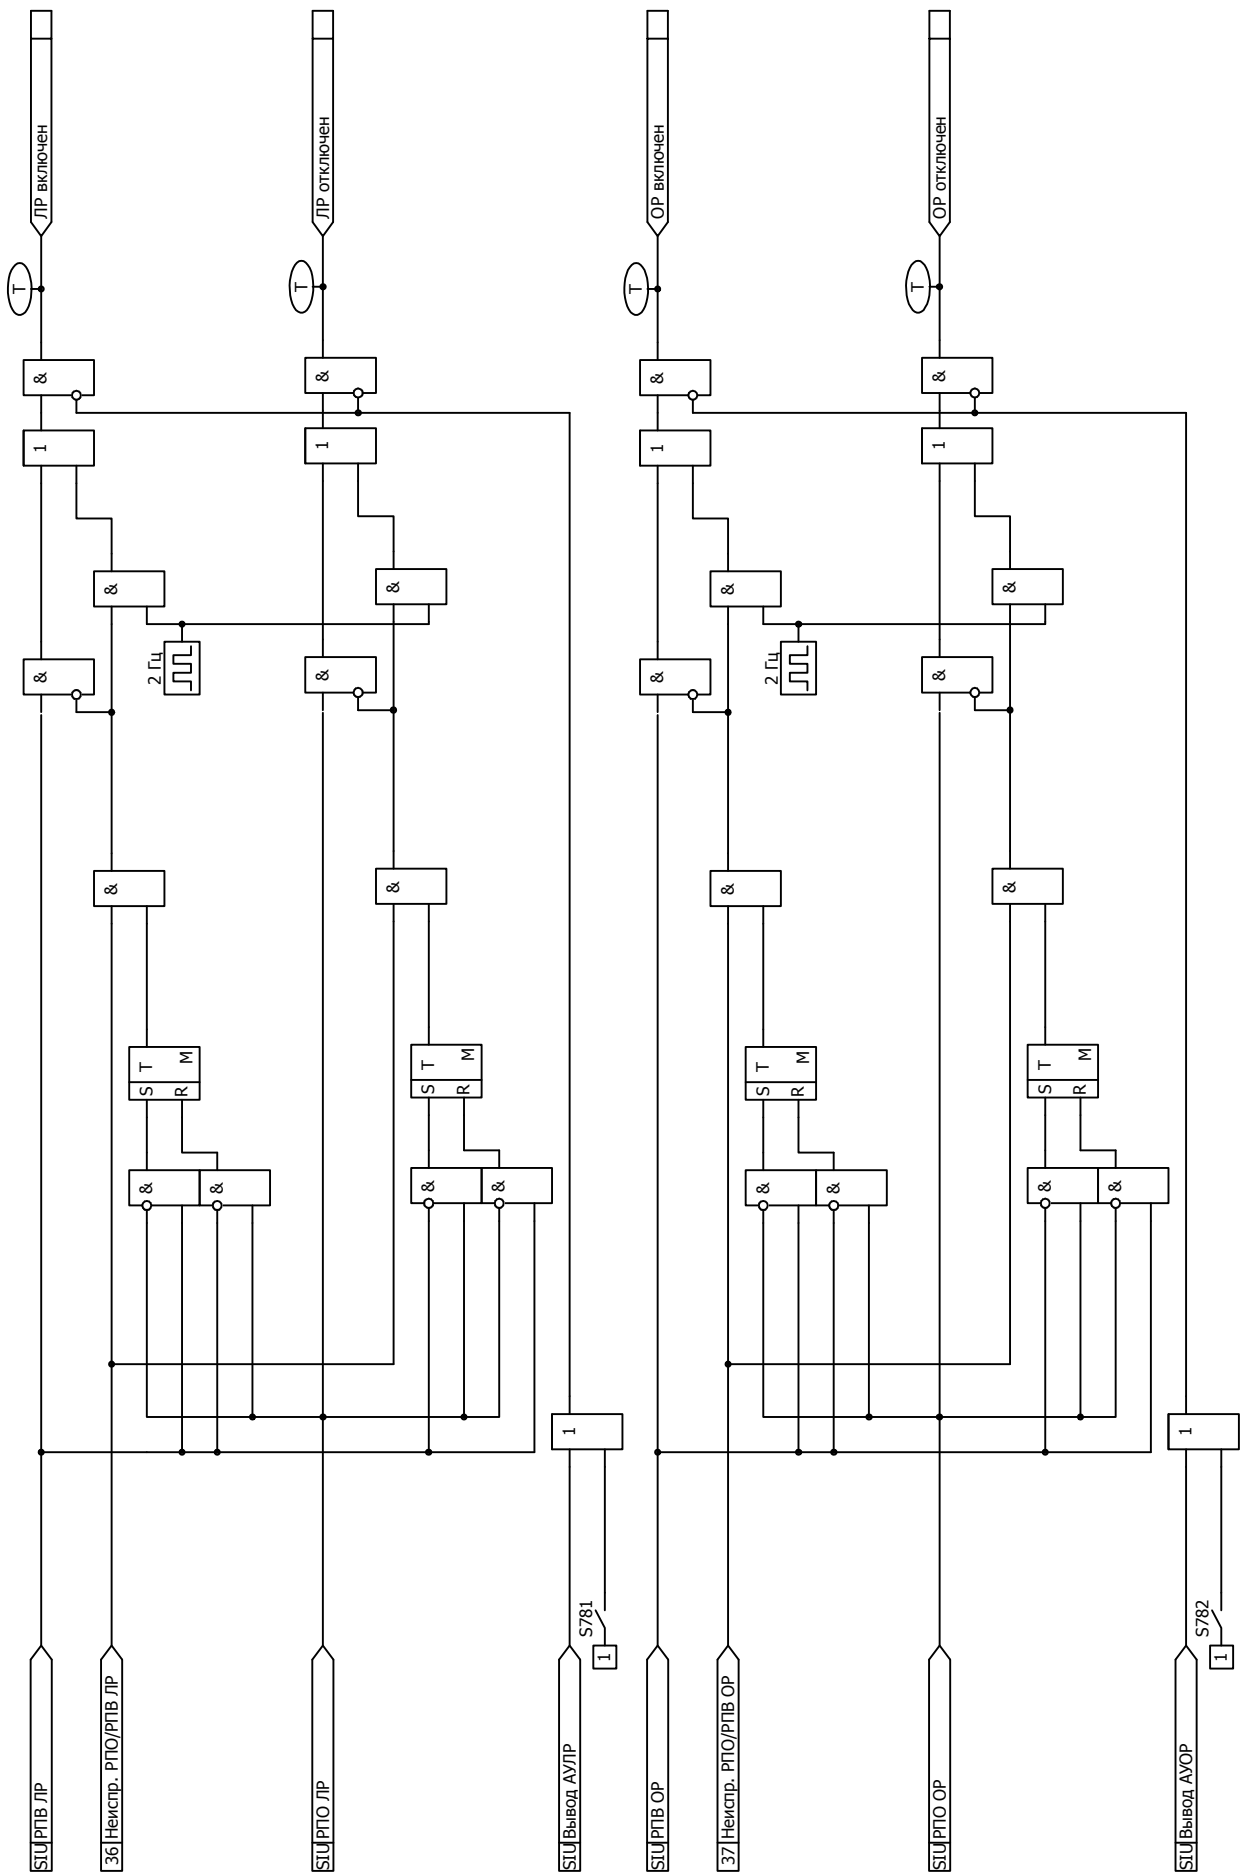 SIU РПВ ЛР
36 Неиспр. РПО/РПВ ЛР
SIU РПО ЛР
SIU Вывод АУЛР
1
S781
1
&
&
S
R
T
M
&
&
S
R
T
M
&
&
&
&
2 Гц
&
&
1
1
&
&
T
T
ЛР включен
ЛР отключен
SIU РПВ ОР
37 Неиспр. РПО/РПВ ОР
SIU РПО ОР
SIU Вывод АУОР
1
S782
1
&
&
S
R
T
M
&
&
S
R
T
M
&
&
&
&
2 Гц
&
&
1
1
&
&
T
T
ОР включен
ОР отключен